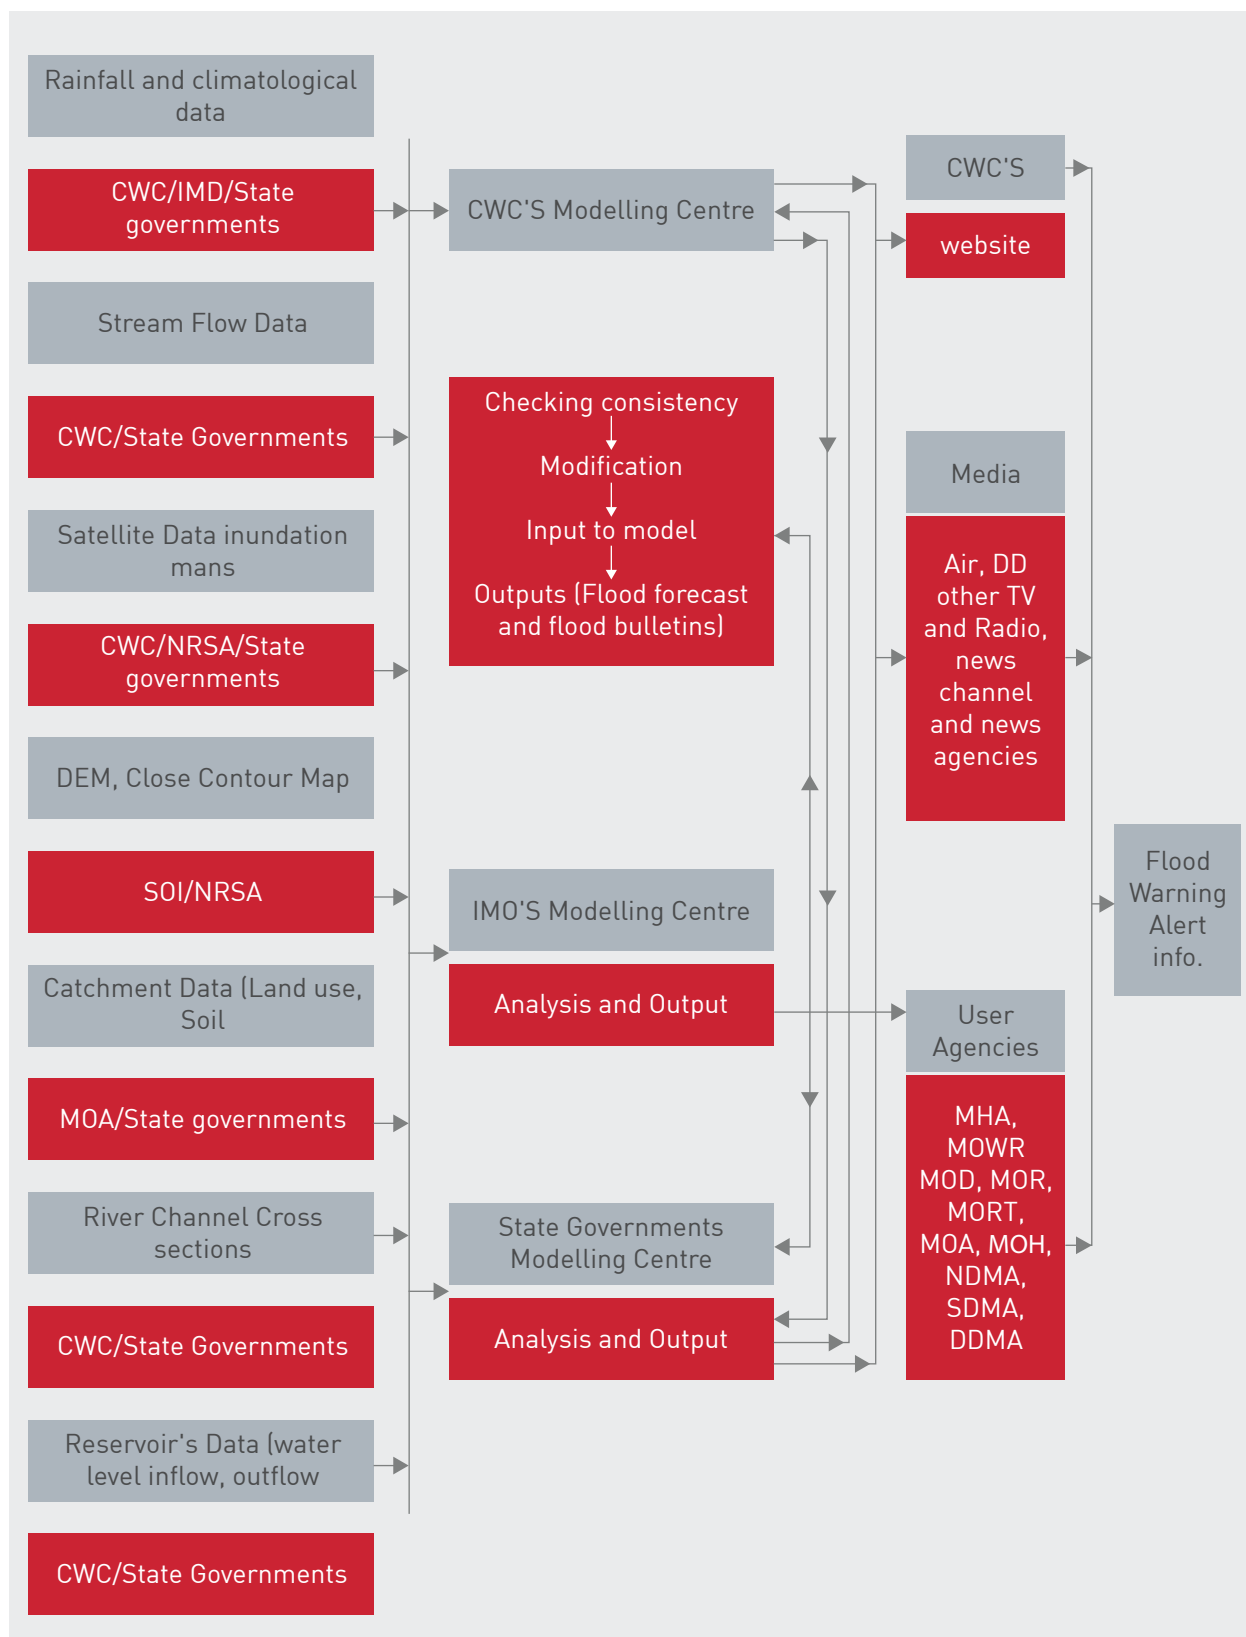 Rainfall and climatological
data
CWC/IMD/State
governments
Stream Flow Data
CWC/State Governments
Satellite Data inundation
mans
CWC/NRSA/State
governments
DEM, Close Contour Map
SOI/NRSA
Catchment Data (Land use,
Soil
MOA/State governments
River Channel Cross
sections
CWC/State Governments
Reservoir's Data (water
level inflow, outflow
CWC/State Governments
CWC'S Modelling Centre
Checking consistency
Modification
Input to model
Outputs (Flood forecast
and flood bulletins)
IMO'S Modelling Centre
Analysis and Output
State Governments
Modelling Centre
Analysis and Output
CWC'S
website
Media
Air, DD
other TV
and Radio,
news
channel
and news
agencies
User
Agencies
MHA,
MOWR
MOD, MOR,
MORT,
MOA, MOH,
NDMA,
SDMA,
DDMA
Flood
Warning
Alert
info.